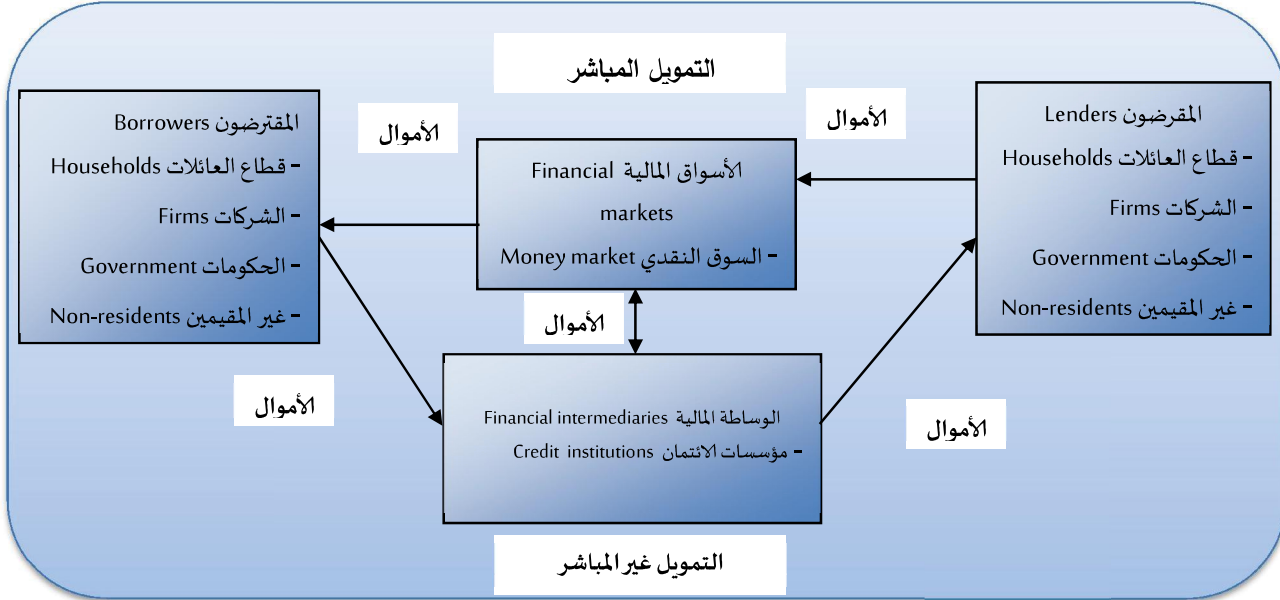 التمويل المباشر
المقرضون Lenders
- قطاع العائلات Households
- الشركات Firms
- الحكومات Government
- غير المقيمين Non-residents
الأموال
الأسواق المالية Financial
markets
- السوق النقدي Money market
الأموال
المقترضون Borrowers
- قطاع العائلات Households
- الشركات Firms
- الحكومات Government
- غير المقيمين Non-residents
الأموال
الأموال
الوساطة المالية Financial intermediaries
- مؤسسات الائتمان Credit institutions
الأموال
التمويل غير المباشر